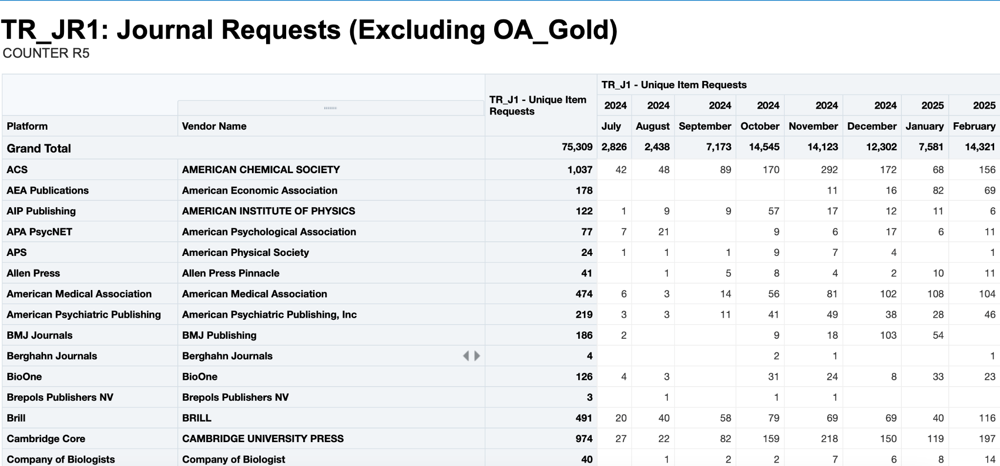 TR_JR1: Journal Requests (Excluding OA_Gold)
COUNTER R5
TR_J1 - Unique Item Requests
TR_J1 - Unique Item Requests
2024 2024 2024 2024 2024 2024 2025 2025
Platform Vendor Name July August September October November December January February
Grand Total 75,309 2,826 2,438 7,173 14,545 14,123 12,302 7,581 14,321
ACS AMERICAN CHEMICAL SOCIETY 1,037 42 48 89 170 292 172 68 156
AEA Publications American Economic Association 178 11 16 82 69
AIP Publishing AMERICAN INSTITUTE OF PHYSICS 122 1 9 9 57 17 12 11 6
APA PsycNET American Psychological Association 77 7 21 9 6 17 6 11
APS American Physical Society 24 1 1 1 9 7 4 1
Allen Press Allen Press Pinnacle 41 1 5 8 4 2 10 11
American Medical Association American Medical Association 474 6 3 14 56 81 102 108 104
American Psychiatric Publishing American Psychiatric Publishing, Inc 219 3 3 11 41 49 38 28 46
BMJ Journals BMJ Publishing 186 2 9 18 103 54
Berghahn Journals Berghahn Journals 4 2 1 1
BioOne BioOne 126 4 3 31 24 8 33 23
Brepols Publishers NV Brepols Publishers NV 3 1 1 1
Brill BRILL 491 20 40 58 79 69 69 40 116
Cambridge Core CAMBRIDGE UNIVERSITY PRESS 974 27 22 82 159 218 150 119 197
Company of Biologists Company of Biologist 40 1 2 2 7 6 8 14